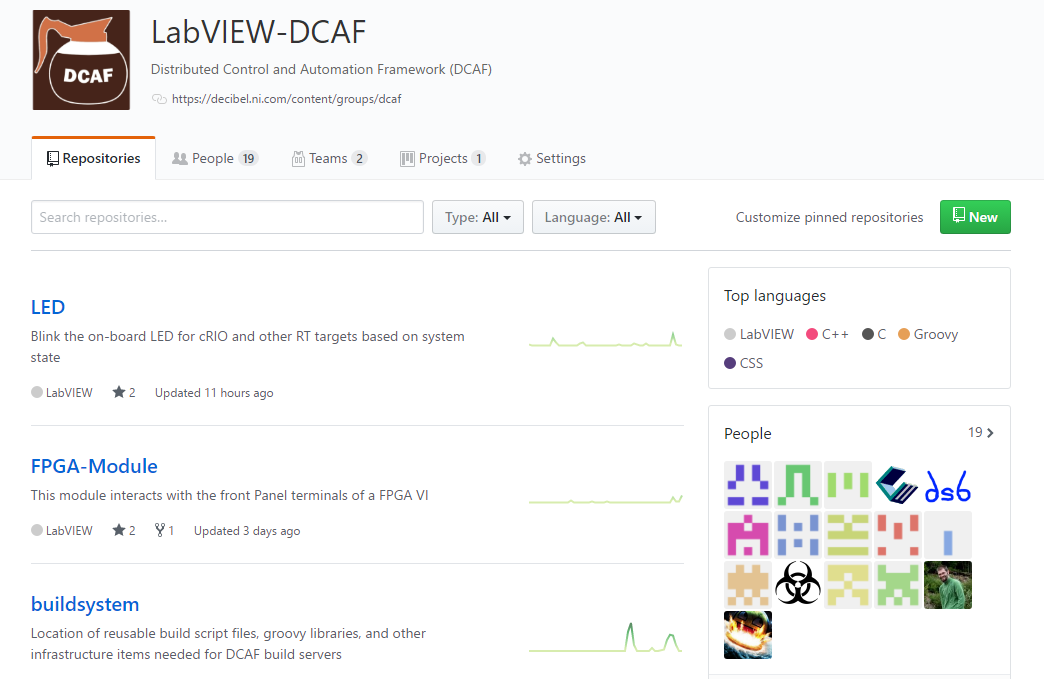 DCAF
LabVIEW-DCAF
Distributed Control and Automation Framework (DCAF)
https://decibel.ni.com/content/groups/dcaf
Repositories People 19 Teams 2 Projects 1 Settings
Search repositories... Type: All Language: All Customize pinned repositories New
LED
Blink the on-board LED for cRIO and other RT targets based on system
state
LabVIEW 2 Updated 11 hours ago
FPGA-Module
This module interacts with the front Panel terminals of a FPGA VI
LabVIEW 2 1 Updated 3 days ago
buildsystem
Location of reusable build script files, groovy libraries, and other
infrastructure items needed for DCAF build servers
Top languages
LabVIEW C++ C Groovy
CSS
People 19
dsb